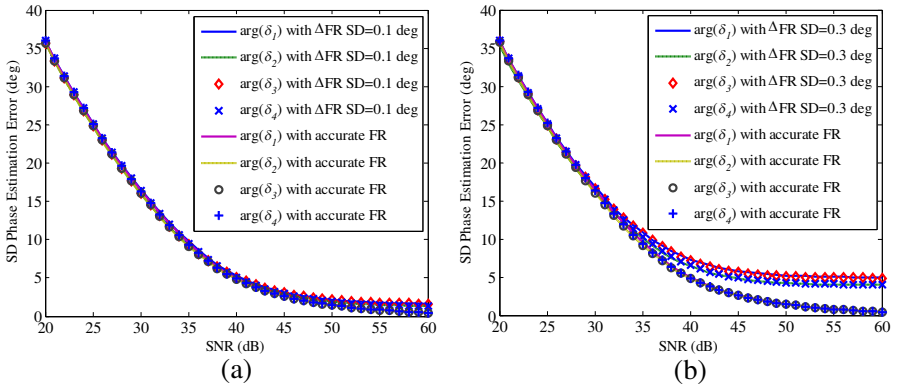 SD Phase Estimation Error (deg)
40
35
30
25
20
15
10
5
0
arg(δ1) with ΔFR SD=0.1 deg
arg(δ2) with ΔFR SD=0.1 deg
arg(δ3) with ΔFR SD=0.1 deg
arg(δ4) with ΔFR SD=0.1 deg
arg(δ1) with accurate FR
arg(δ2) with accurate FR
arg(δ3) with accurate FR
arg(δ4) with accurate FR
20 25 30 35 40 45 50 55 60
SNR (dB)
(a)
SD Phase Estimation Error (deg)
40
35
30
25
20
15
10
5
0
arg(δ1) with ΔFR SD=0.3 deg
arg(δ2) with ΔFR SD=0.3 deg
arg(δ3) with ΔFR SD=0.3 deg
arg(δ4) with ΔFR SD=0.3 deg
arg(δ1) with accurate FR
arg(δ2) with accurate FR
arg(δ3) with accurate FR
arg(δ4) with accurate FR
20 25 30 35 40 45 50 55 60
SNR (dB)
(b)